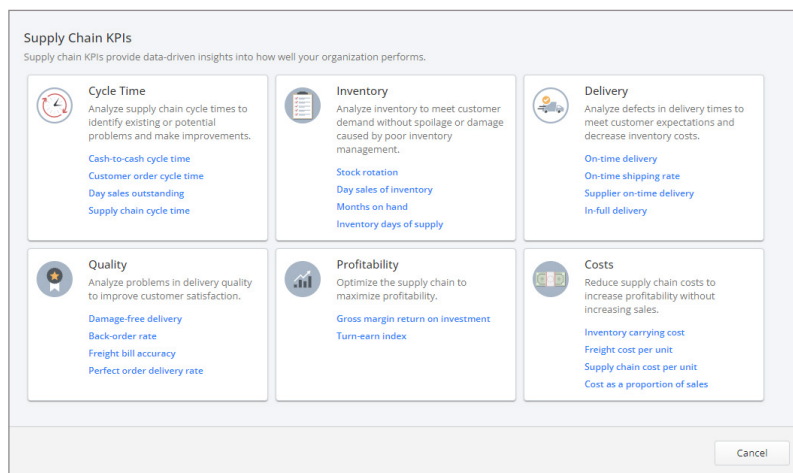 Supply Chain KPIs
Supply chain KPIs provide data-driven insights into how well your organization performs.
Cycle Time
Analyze supply chain cycle times to
identify existing or potential
problems and make improvements.
Cash-to-cash cycle time
Customer order cycle time
Day sales outstanding
Supply chain cycle time
Inventory
Analyze inventory to meet customer
demand without spoilage or damage
caused by poor inventory
management.
Stock rotation
Day sales of inventory
Months on hand
Inventory days of supply
Delivery
Analyze defects in delivery times to
meet customer expectations and
decrease inventory costs.
On-time delivery
On-time shipping rate
Supplier on-time delivery
In-full delivery
Quality
Analyze problems in delivery quality
to improve customer satisfaction.
Damage-free delivery
Back-order rate
Freight bill accuracy
Perfect order delivery rate
Profitability
Optimize the supply chain to
maximize profitability.
Gross margin return on investment
Turn-earn index
Costs
Reduce supply chain costs to
increase profitability without
increasing sales.
Inventory carrying cost
Freight cost per unit
Supply chain cost per unit
Cost as a proportion of sales
Cancel